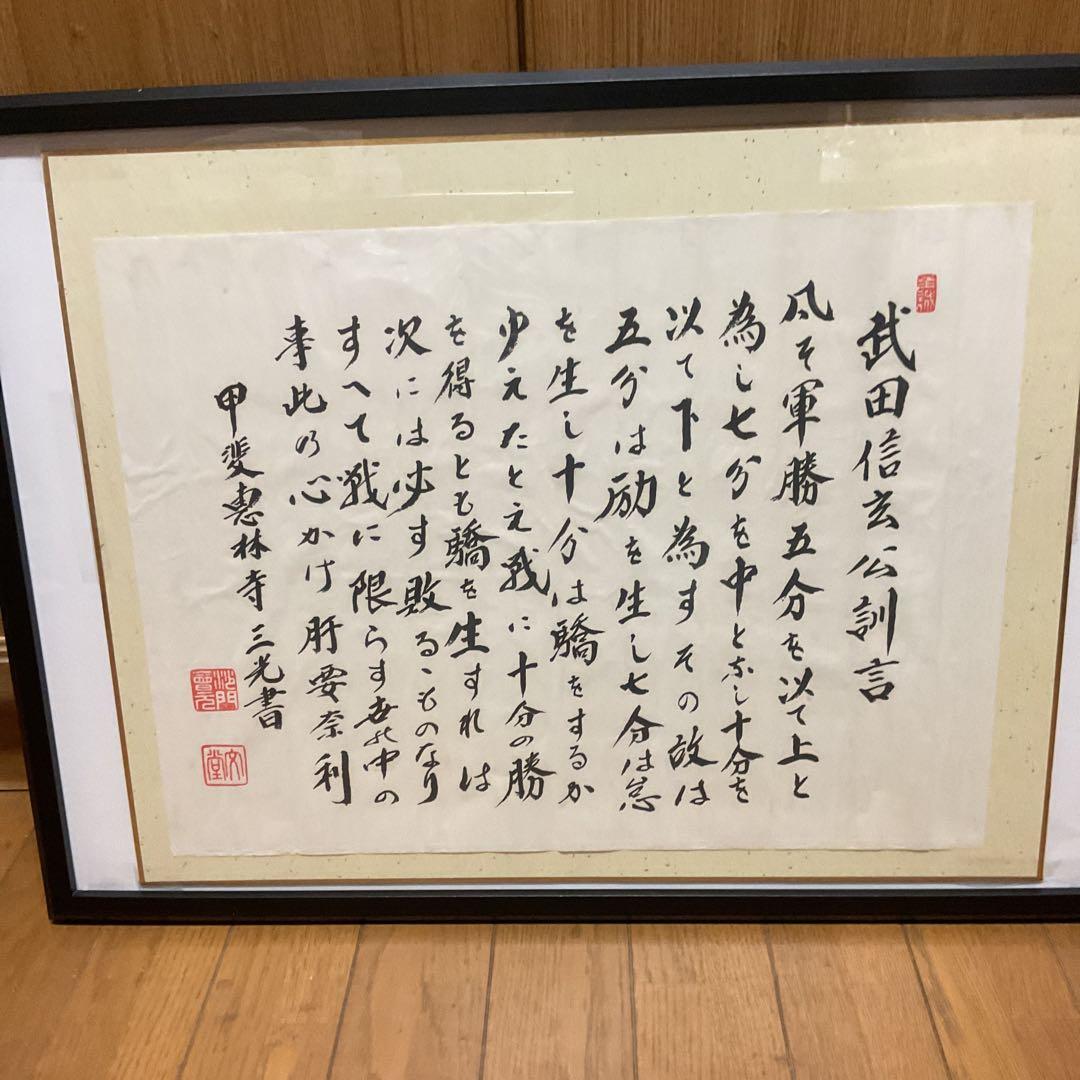 武田信玄公訓言
凡そ軍勝五分を以て上と
為し七分を中となし十分を
以て下と為すその故は
五分は励を生し七分は怠
を生し十分は驕をするか
ゆえたとえ戦に十分の勝
を得るとも驕を生すれは
次には必す敗るゝものなり
すへて戦に限らす世の中の
事此の心かけ肝要奈利
甲斐惠林寺三光書